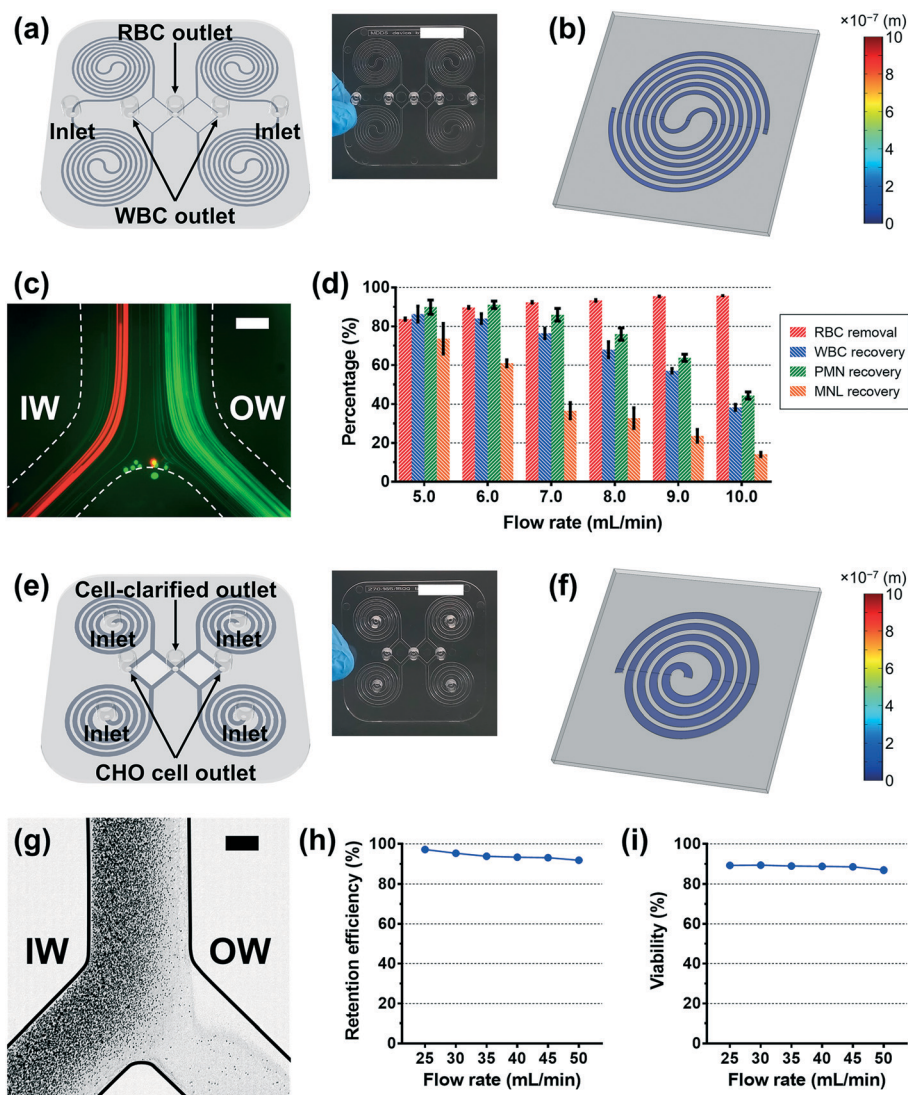 (a)
RBC outlet
Inlet
Inlet
WBC outlet
(b)
×10⁻⁷ (m)
10
8
6
4
2
0
(c)
IW
OW
(d)
Percentage (%)
100
80
60
40
20
0
5.0 6.0 7.0 8.0 9.0 10.0
Flow rate (mL/min)
RBC removal
WBC recovery
PMN recovery
MNL recovery
(e)
Cell-clarified outlet
Inlet Inlet
Inlet Inlet
CHO cell outlet
(f)
×10⁻⁷ (m)
10
8
6
4
2
0
(g)
IW
OW
(h)
Retention efficiency (%)
100
80
60
40
20
0
25 30 35 40 45 50
Flow rate (mL/min)
(i)
Viability (%)
100
80
60
40
20
0
25 30 35 40 45 50
Flow rate (mL/min)